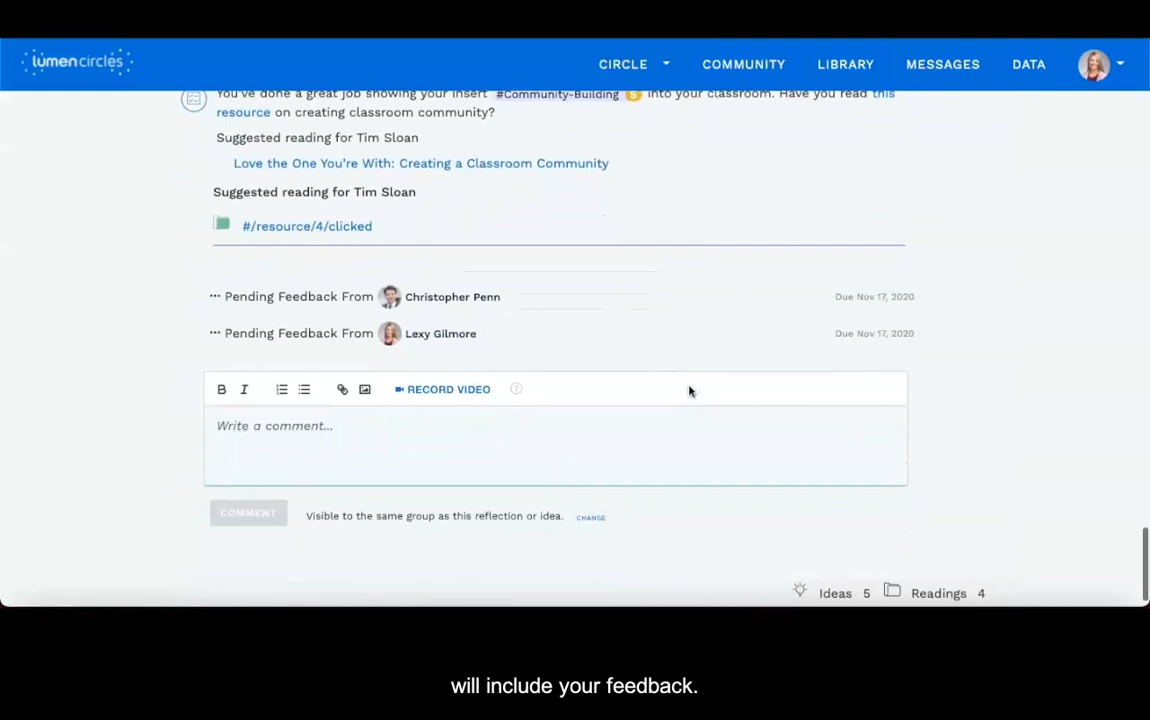 lumencircles
CIRCLE COMMUNITY LIBRARY MESSAGES DATA
You've done a great job showing your insert #Community-Building S into your classroom. Have you read this
resource on creating classroom community?
Suggested reading for Tim Sloan
Love the One You're With: Creating a Classroom Community
Suggested reading for Tim Sloan
#/resource/4/clicked
··· Pending Feedback From Christopher Penn Due Nov 17, 2020
··· Pending Feedback From Lexy Gilmore Due Nov 17, 2020
B I RECORD VIDEO ?
Write a comment...
COMMENT Visible to the same group as this reflection or idea. CHANGE
Ideas 5 Readings 4
will include your feedback.